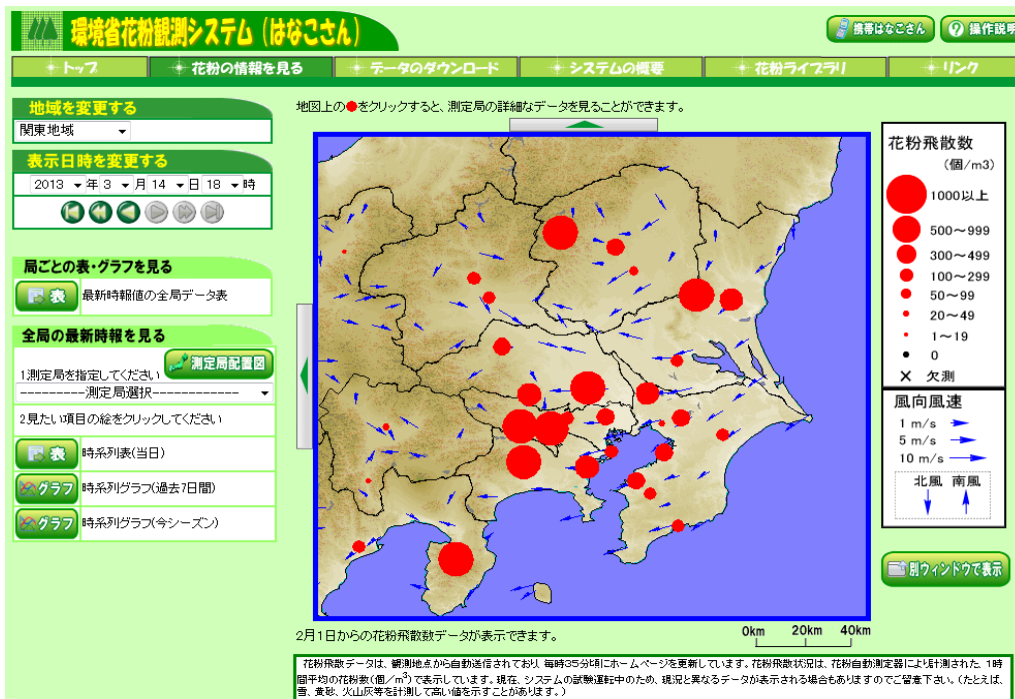 環境省花粉観測システム（はなこさん）
携帯はなこさん
操作説明
トップ
花粉の情報を見る
データのダウンロード
システムの概要
花粉ライブラリ
リンク
地域を変更する
関東地域
表示日時を変更する
2013 年 3 月 14 日 18 時
局ごとの表・グラフを見る
表
最新時報値の全局データ表
全局の最新時報を見る
測定局配置図
1測定局を指定してください
---------測定局選択------------
2見たい項目の絵をクリックしてください
表
時系列表(当日)
グラフ
時系列グラフ(過去7日間)
グラフ
時系列グラフ(今シーズン)
地図上の●をクリックすると、測定局の詳細なデータを見ることができます。
花粉飛散数
(個/m3)
1000以上
500～999
300～499
100～299
50～99
20～49
1～19
0
欠測
風向風速
1 m/s
5 m/s
10 m/s
北風 南風
別ウィンドウで表示
2月1日からの花粉飛散数データが表示できます。
0km 20km 40km
花粉飛散データは、観測地点から自動送信されており、毎時35分頃にホームページを更新しています。花粉飛散状況は、花粉自動測定器により計測された、1時
間平均の花粉数(個／m3)で表示しています。現在、システムの試験運転中のため、現況と異なるデータが表示される場合もありますのでご留意下さい。(たとえば、
雪、黄砂、火山灰等を計測して高い値を示すことがあります。)